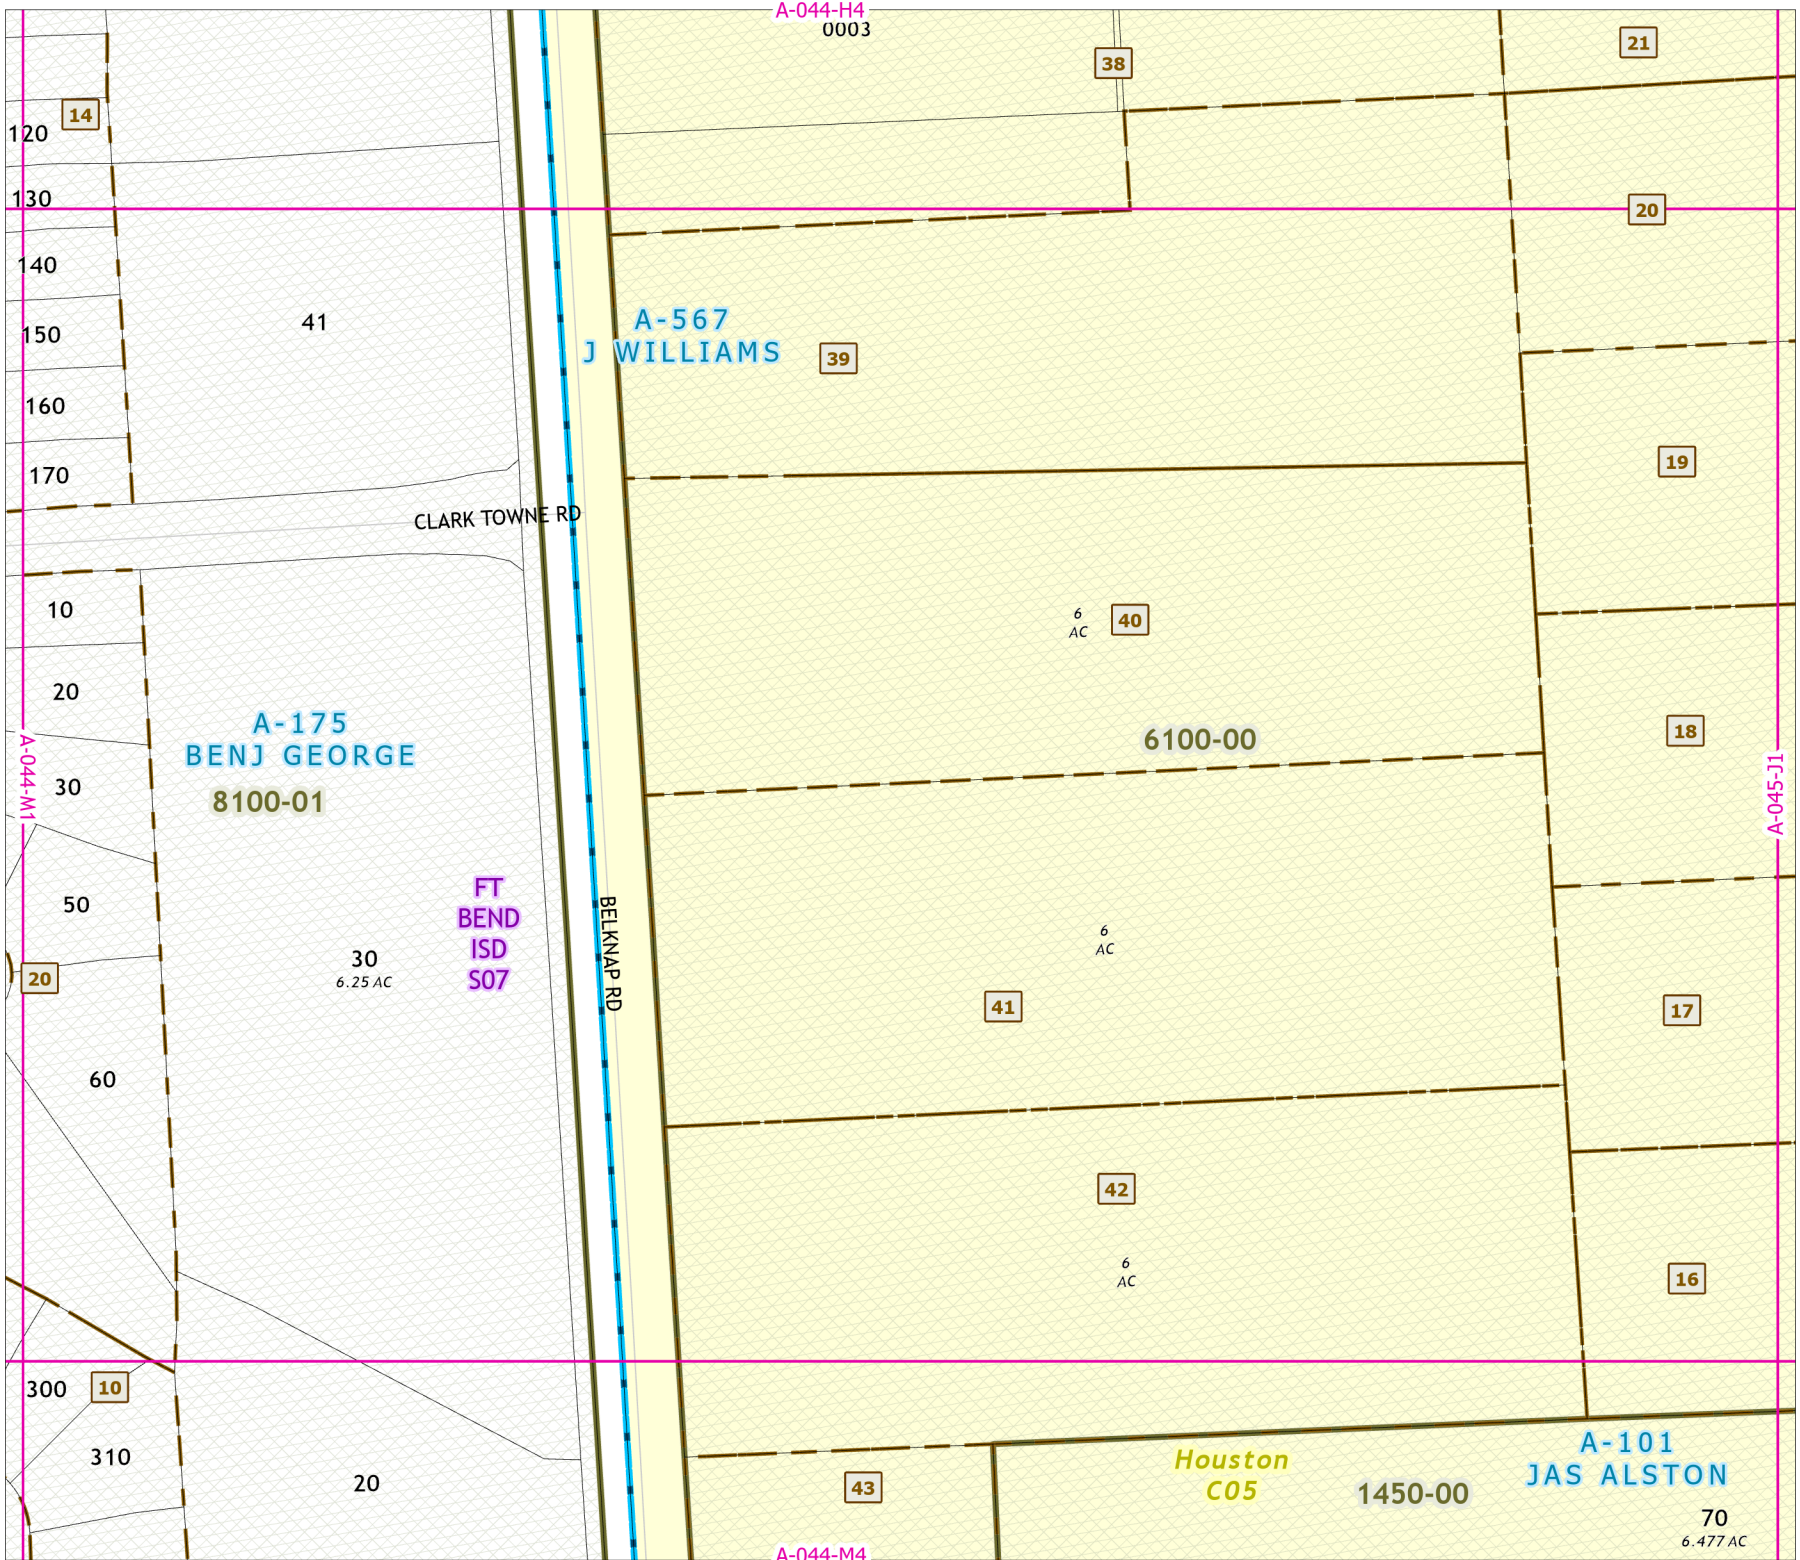 A-044-H4
0003
38
21
14
120
130
20
140
A-567
J WILLIAMS
41
150
39
160
170
19
CLARK TOWNE RD
10
6
AC
40
20
A-175
BENJ GEORGE
6100-00
18
A-044-M1
30
8100-01
A-045-J1
FT
BEND
ISD
S07
50
BELKNAP RD
6
AC
20
30
6.25 AC
41
17
60
42
6
AC
16
300
10
310
20
43
Houston
C05
1450-00
A-101
JAS ALSTON
70
6.477 AC
A-044-M4